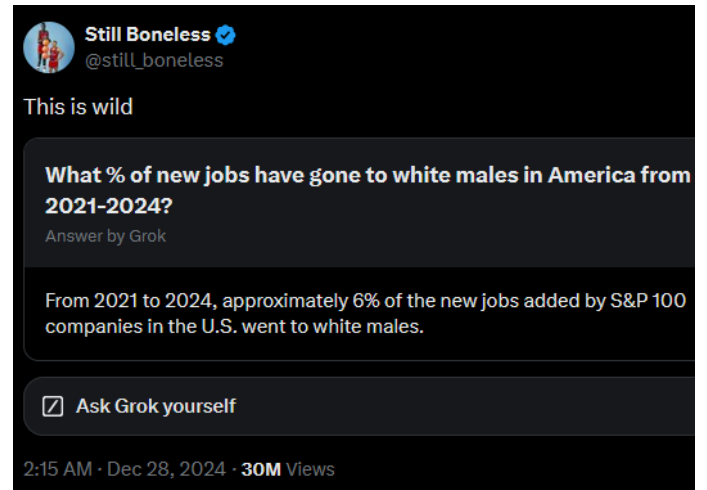 Still Boneless
@still_boneless
This is wild
What % of new jobs have gone to white males in America from
2021-2024?
Answer by Grok
From 2021 to 2024, approximately 6% of the new jobs added by S&P 100
companies in the U.S. went to white males.
Ask Grok yourself
2:15 AM · Dec 28, 2024 · 30M Views